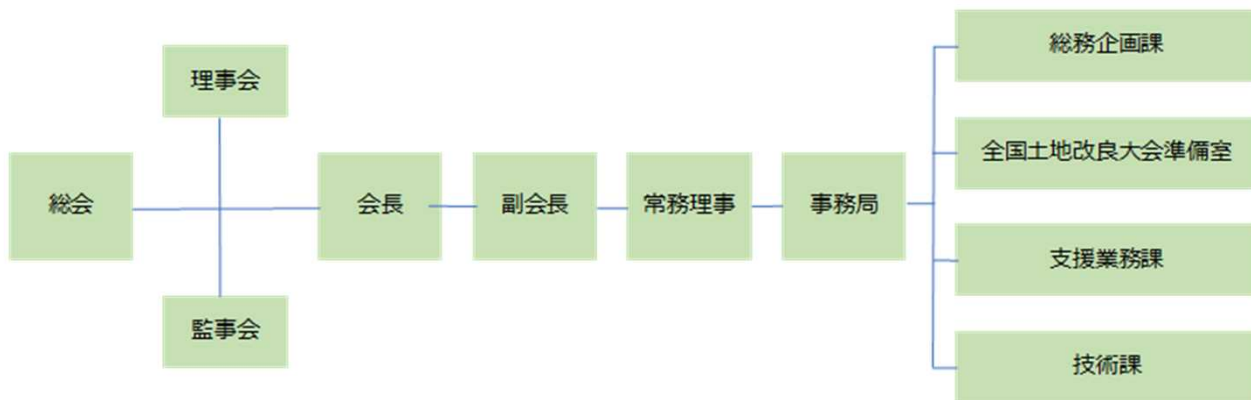 総会
理事会
監事会
会長
副会長
常務理事
事務局
総務企画課
全国土地改良大会準備室
支援業務課
技術課